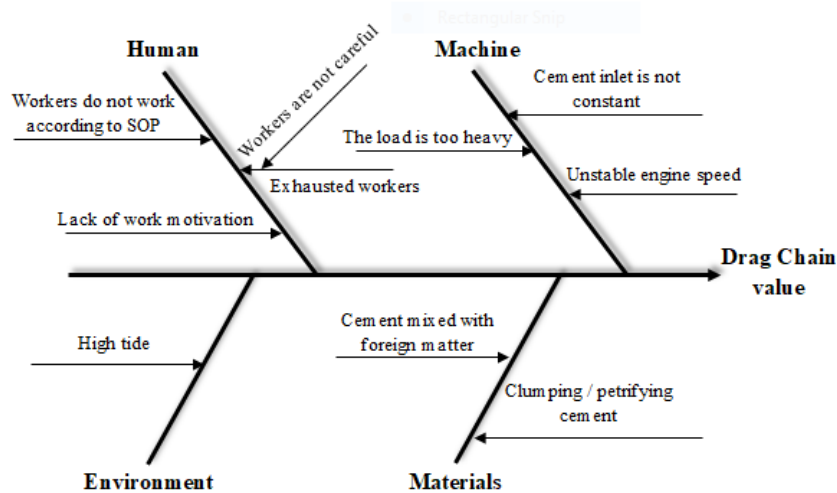 Rectangular Snip
Human
Machine
Workers do not work
according to SOP
Workers are not careful
Exhausted workers
Lack of work motivation
Cement inlet is not
constant
The load is too heavy
Unstable engine speed
Drag Chain
value
High tide
Cement mixed with
foreign matter
Clumping / petrifying
cement
Environment
Materials